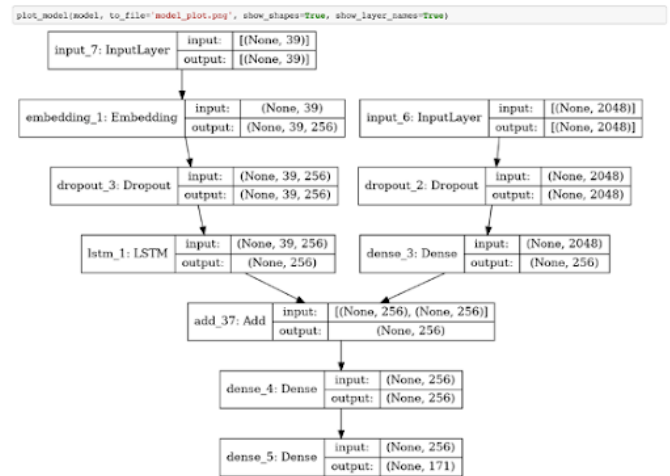 plot_model(model, to_file='model_plot.png', show_shapes=True, show_layer_names=True)
input_7: InputLayer input: [(None, 39)]
output: [(None, 39)]
embedding_1: Embedding input: (None, 39)
output: (None, 39, 256)
input_6: InputLayer input: [(None, 2048)]
output: [(None, 2048)]
dropout_3: Dropout input: (None, 39, 256)
output: (None, 39, 256)
dropout_2: Dropout input: (None, 2048)
output: (None, 2048)
lstm_1: LSTM input: (None, 39, 256)
output: (None, 256)
dense_3: Dense input: (None, 2048)
output: (None, 256)
add_37: Add input: [(None, 256), (None, 256)]
output: (None, 256)
dense_4: Dense input: (None, 256)
output: (None, 256)
dense_5: Dense input: (None, 256)
output: (None, 171)